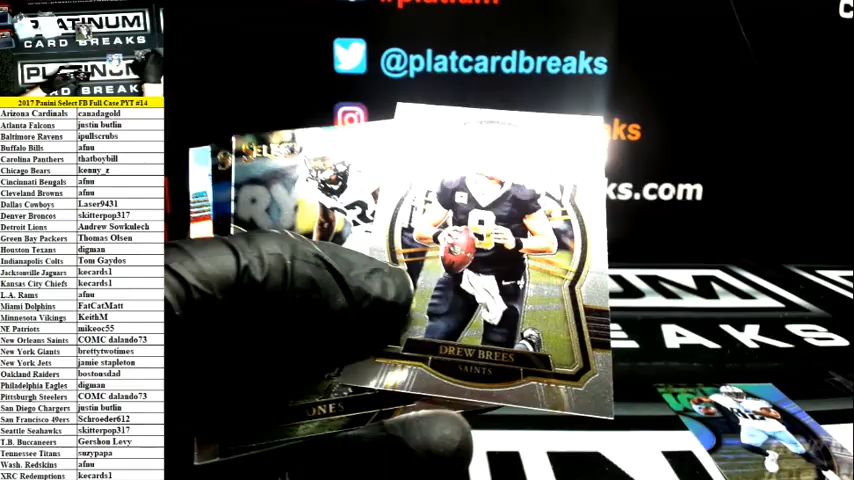 PLATINUM
CARD BREAKS
PLATINUM
CARD BREAKS
2017 Panini Select FB Full Case PYT #14
Arizona Cardinals canadagold
Atlanta Falcons justin butlin
Baltimore Ravens ipullscrubs
Buffalo Bills afnu
Carolina Panthers thatboybill
Chicago Bears kenny_z
Cincinnati Bengals afnu
Cleveland Browns afnu
Dallas Cowboys Laser9431
Denver Broncos skitterpop317
Detroit Lions Andrew Sowkulech
Green Bay Packers Thomas Olsen
Houston Texans digman
Indianapolis Colts Tom Gaydos
Jacksonville Jaguars kecards1
Kansas City Chiefs kecards1
L.A. Rams afnu
Miami Dolphins FatCatMatt
Minnesota Vikings KeithM
NE Patriots mikeoc55
New Orleans Saints COMC dalando73
New York Giants brettytwotimes
New York Jets jamie stapleton
Oakland Raiders bostonsdad
Philadelphia Eagles digman
Pittsburgh Steelers COMC dalando73
San Diego Chargers justin butlin
San Francisco 49ers Schroeder612
Seattle Seahawks skitterpop317
T.B. Buccaneers Gershon Levy
Tennessee Titans suzypapa
Wash. Redskins afnu
XRC Redemptions kecards1
#platinum
@platcardbreaks
ks
ks.com
SELECT
9
DREW BREES
SAINTS
ONES
EAKS